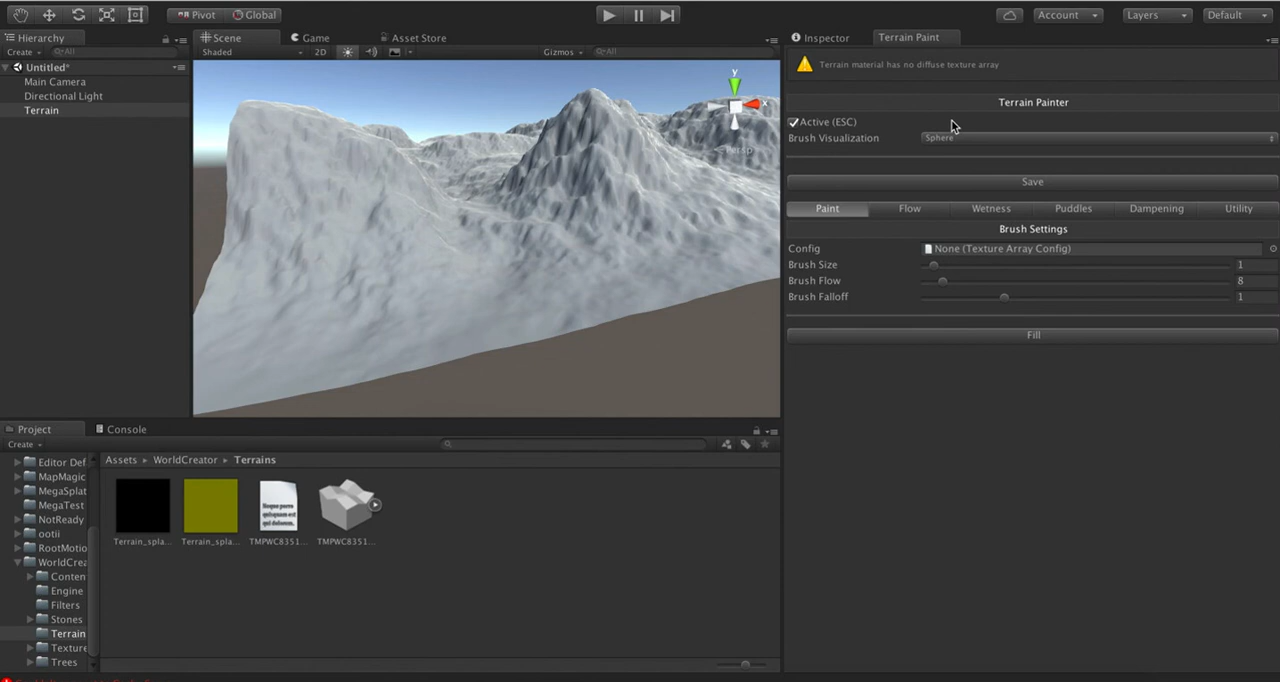 Pivot Global Account Layers Default
Hierarchy
Create All
Untitled*
Main Camera
Directional Light
Terrain
Scene Game Asset Store
Shaded 2D Gizmos All
y
x
Persp
Inspector Terrain Paint
Terrain material has no diffuse texture array
Terrain Painter
Active (ESC)
Brush Visualization Sphere
Save
Paint Flow Wetness Puddles Dampening Utility
Brush Settings
Config None (Texture Array Config)
Brush Size 1
Brush Flow 8
Brush Falloff 1
Fill
Project Console
Create
Editor Def
MapMagic
MegaSplat
MegaTest
NotReady
ootii
RootMotio
WorldCrea
Conten
Engine
Filters
Stones
Terrain
Texture
Trees
Assets WorldCreator Terrains
Terrain_spla... Terrain_spla... TMPWC8351... TMPWC8351...